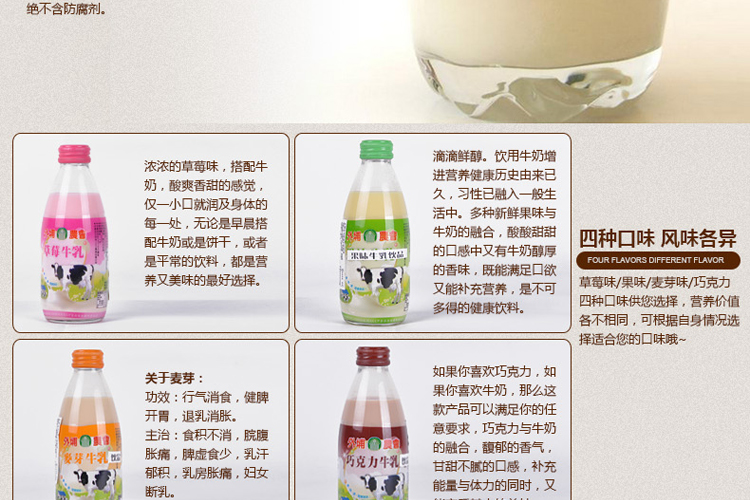 绝不含防腐剂。
浓浓的草莓味，搭配牛
奶，酸爽香甜的感觉，
仅一小口就润及身体的
每一处，无论是早晨搭
配牛奶或是饼干，或者
是平常的饮料，都是营
养又美味的最好选择。
外埔農會
草莓牛乳
滴滴鲜醇。饮用牛奶增
进营养健康历史由来已
久，习性已融入一般生
活中。多种新鲜果味与
牛奶的融合，酸酸甜甜
的口感中又有牛奶醇厚
的香味，既能满足口欲
又能补充营养，是不可
多得的健康饮料。
外埔農會
果味牛乳饮品
四种口味 风味各异
FOUR FLAVORS DIFFERENT FLAVOR
草莓味/果味/麦芽味/巧克力
四种口味供您选择，营养价值
各不相同，可根据自身情况选
择适合您的口味哦~
关于麦芽：
功效：行气消食，健脾
开胃，退乳消胀。
主治：食积不消，脘腹
胀痛，脾虚食少，乳汁
郁积，乳房胀痛，妇女
断乳。
外埔農會
麦芽牛乳
如果你喜欢巧克力，如
果你喜欢牛奶，那么这
款产品可以满足你的任
意要求，巧克力与牛奶
的融合，馥郁的香气，
甘甜不腻的口感，补充
能量与体力的同时，又
外埔農會
巧克力牛乳